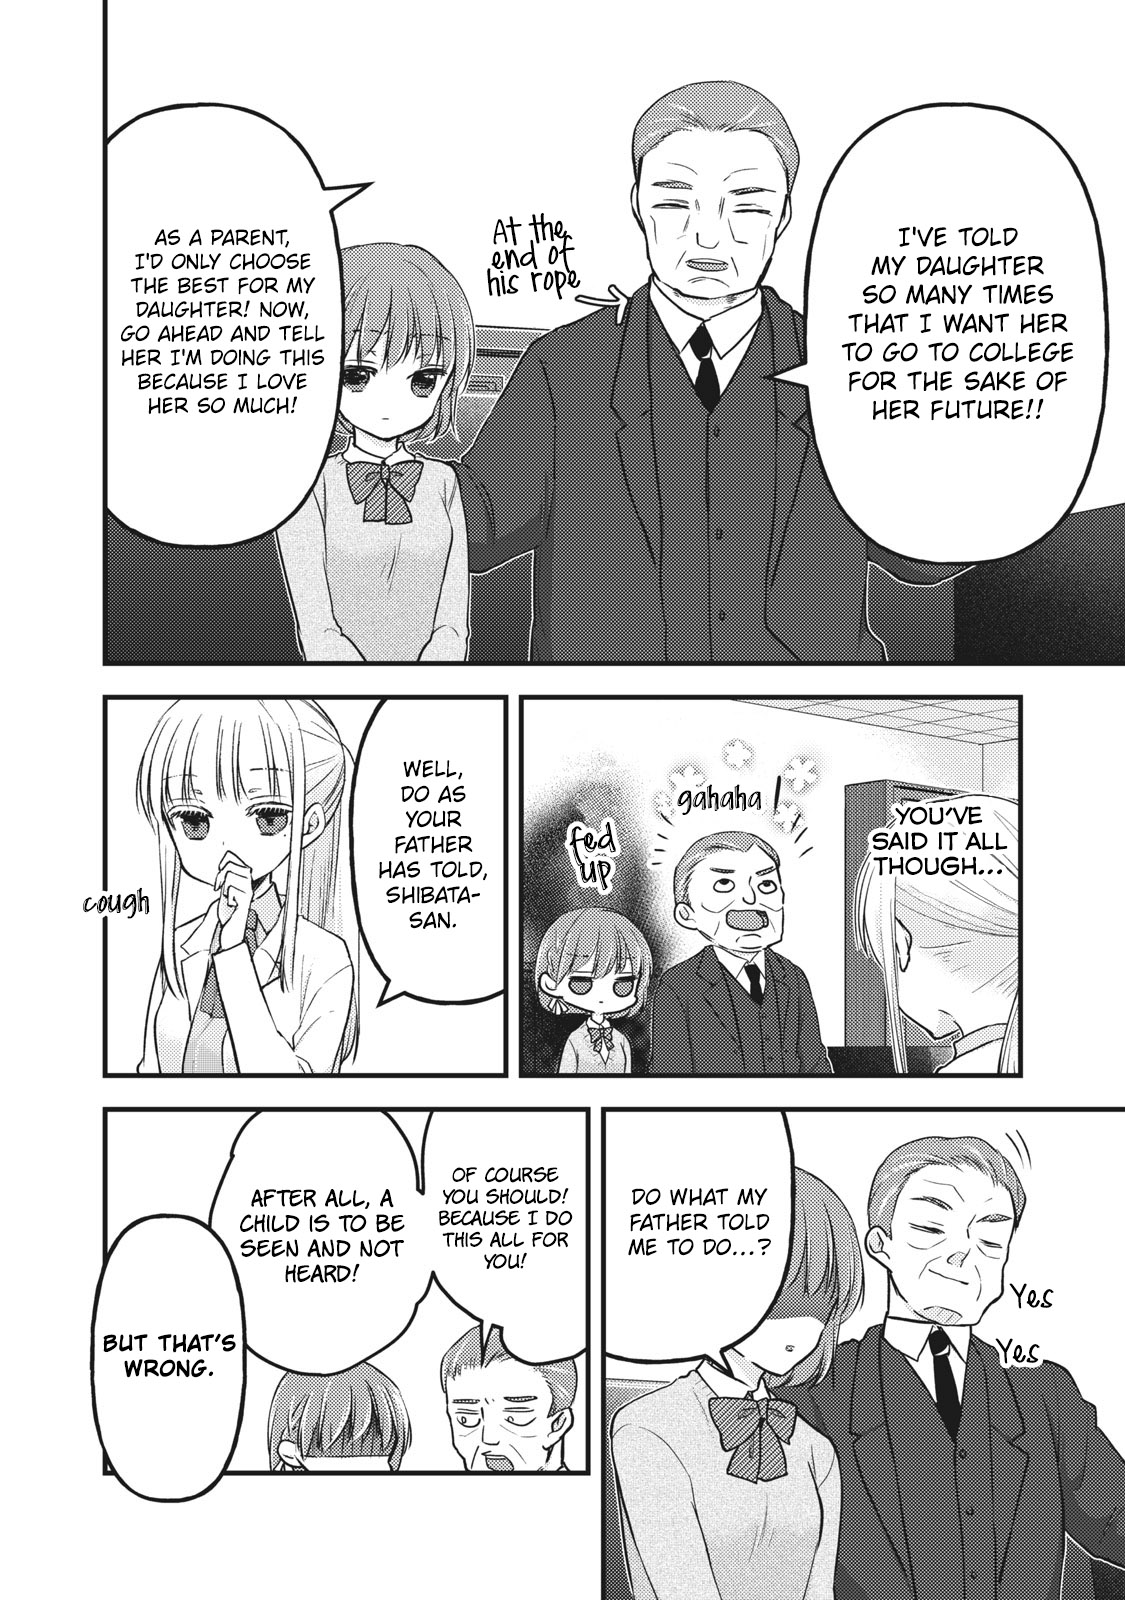 I'VE TOLD
MY DAUGHTER
SO MANY TIMES
THAT I WANT HER
TO GO TO COLLEGE
FOR THE SAKE OF
HER FUTURE!!
At the
end of
his rope
AS A PARENT,
I'D ONLY CHOOSE
THE BEST FOR MY
DAUGHTER! NOW,
GO AHEAD AND TELL
HER I'M DOING THIS
BECAUSE I LOVE
HER SO MUCH!
YOU'VE
SAID IT ALL
THOUGH...
gahaha!
fed
up
WELL,
DO AS
YOUR
FATHER
HAS TOLD,
SHIBATA-
SAN.
cough
DO WHAT MY
FATHER TOLD
ME TO DO...?
Yes
Yes
OF COURSE
YOU SHOULD!
BECAUSE I DO
THIS ALL FOR
YOU!
AFTER ALL, A
CHILD IS TO BE
SEEN AND NOT
HEARD!
BUT THAT'S
WRONG.